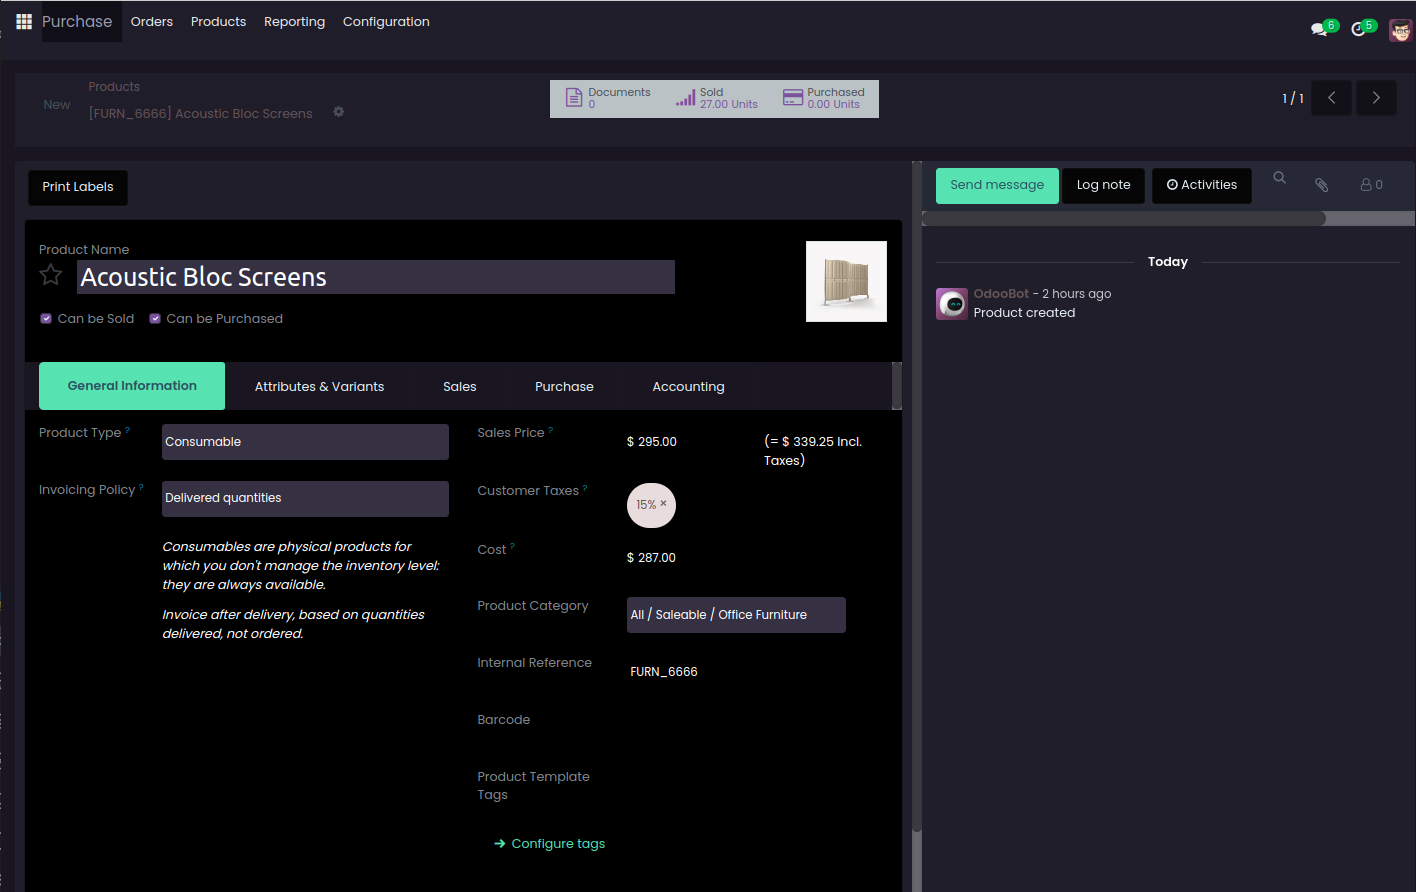 Purchase Orders Products Reporting Configuration
6 5
New
Products
[FURN_6666] Acoustic Bloc Screens
Documents
0
Sold
27.00 Units
Purchased
0.00 Units
1 / 1
Print Labels
Product Name
Acoustic Bloc Screens
Can be Sold Can be Purchased
General Information Attributes & Variants Sales Purchase Accounting
Product Type ?
Consumable
Invoicing Policy ?
Delivered quantities
Consumables are physical products for
which you don't manage the inventory level:
they are always available.
Invoice after delivery, based on quantities
delivered, not ordered.
Sales Price ?
$ 295.00
(= $ 339.25 Incl.
Taxes)
Customer Taxes ?
15% ×
Cost ?
$ 287.00
Product Category
All / Saleable / Office Furniture
Internal Reference
FURN_6666
Barcode
Product Template
Tags
→ Configure tags
Send message Log note Activities 0
Today
OdooBot - 2 hours ago
Product created